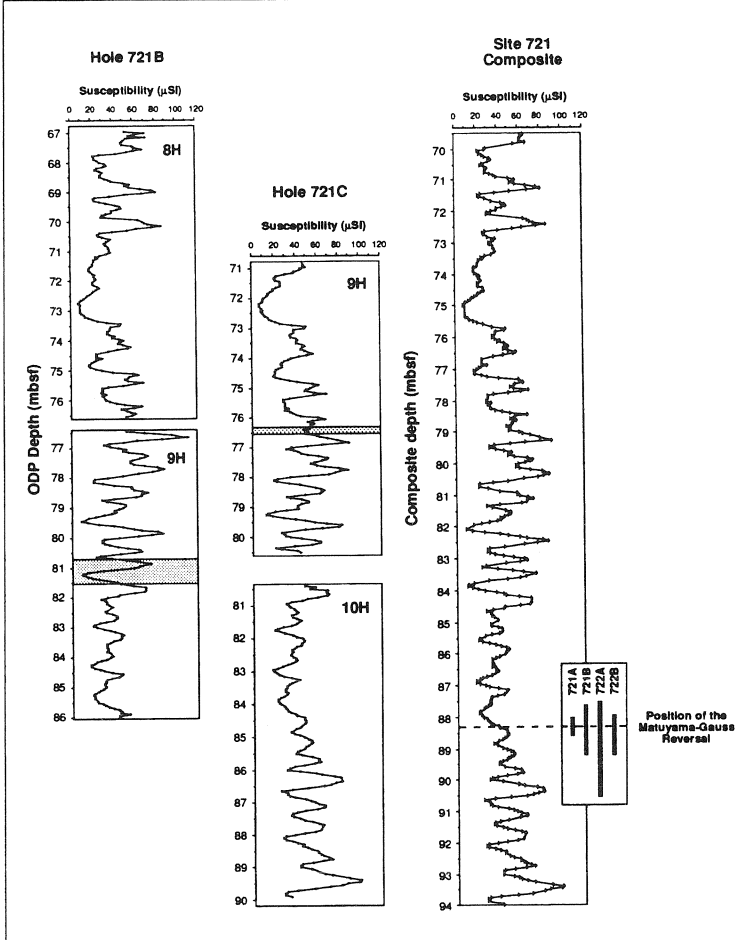 Hole 721B
Susceptibility (µSI)
0 20 40 60 80 100 120
ODP Depth (mbsf)
67
68
69
70
71
72
73
74
75
76
8H
77
78
79
80
81
82
83
84
85
86
9H
Hole 721C
Susceptibility (µSI)
0 20 40 60 80 100 120
71
72
73
74
75
76
77
78
79
80
9H
81
82
83
84
85
86
87
88
89
90
10H
Site 721
Composite
Susceptibility (µSI)
0 20 40 60 80 100 120
Composite depth (mbsf)
70
71
72
73
74
75
76
77
78
79
80
81
82
83
84
85
86
87
88
89
90
91
92
93
94
721A
721B
722A
722B
Position of the
Matuyama-Gauss
Reversal